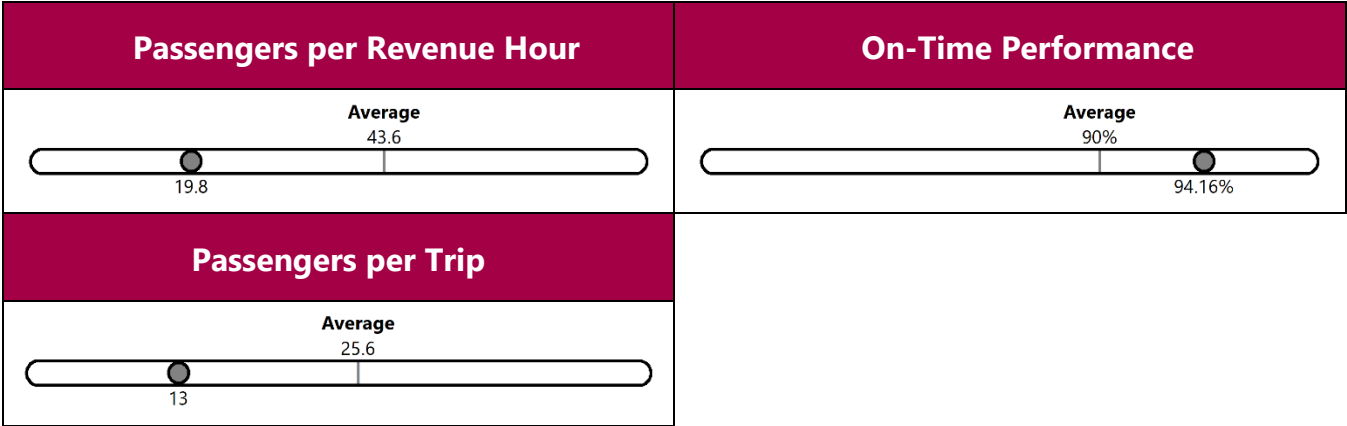 Passengers per Revenue Hour
Average
43.6
19.8
On-Time Performance
Average
90%
94.16%
Passengers per Trip
Average
25.6
13